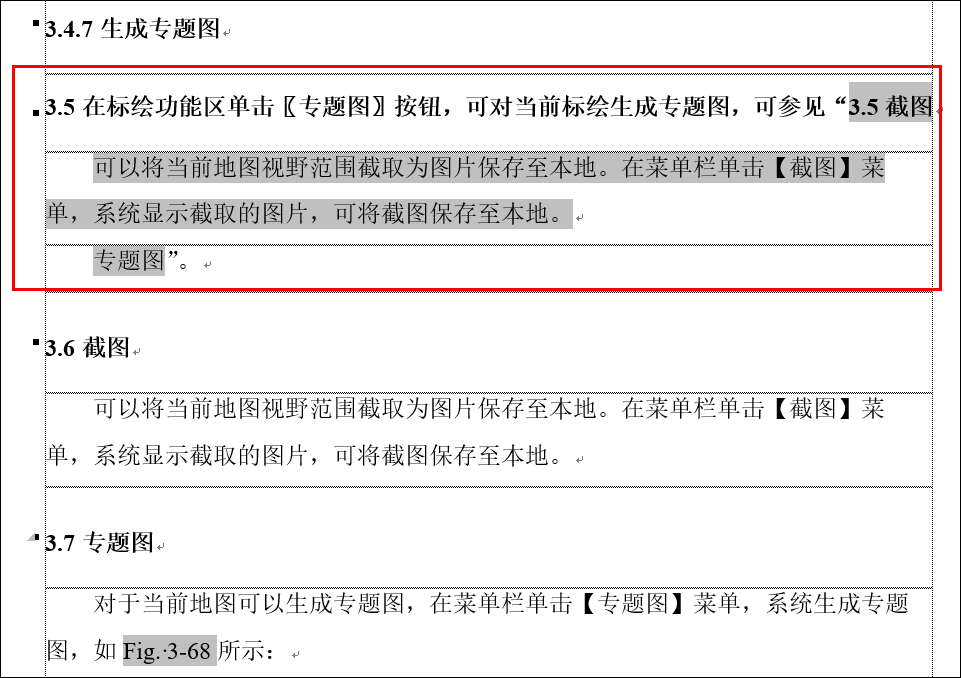 3.4.7 生成专题图
3.5 在标绘功能区单击〖专题图〗按钮，可对当前标绘生成专题图，可参见“3.5 截图
可以将当前地图视野范围截取为图片保存至本地。在菜单栏单击【截图】菜
单，系统显示截取的图片，可将截图保存至本地。
专题图”。
3.6 截图
可以将当前地图视野范围截取为图片保存至本地。在菜单栏单击【截图】菜
单，系统显示截取的图片，可将截图保存至本地。
3.7 专题图
对于当前地图可以生成专题图，在菜单栏单击【专题图】菜单，系统生成专题
图，如 Fig.·3-68 所示：